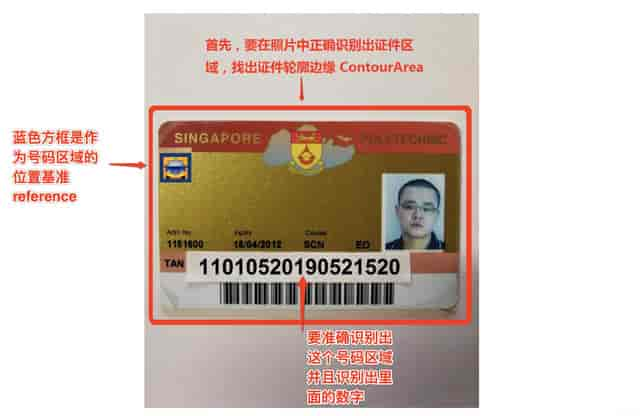 首先，要在照片中正确识别出证件区
域，找出证件轮廓边缘 ContourArea
蓝色方框是作
为号码区域的
位置基准
reference
SINGAPORE POLYTECHNIC
Adm No Expiry Course
1151600 18/04/2012 SCN EO
TAN 11010520190521520
要准确识别出
这个号码区域
并且识别出里
面的数字